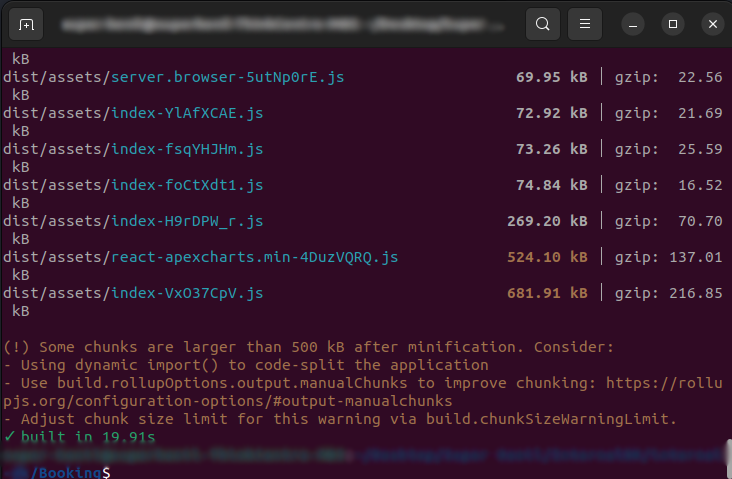 kB
dist/assets/server.browser-5utNp0rE.js 69.95 kB │ gzip: 22.56
kB
dist/assets/index-YlAfXCAE.js 72.92 kB │ gzip: 21.69
kB
dist/assets/index-fsqYHJHm.js 73.26 kB │ gzip: 25.59
kB
dist/assets/index-foCtXdt1.js 74.84 kB │ gzip: 16.52
kB
dist/assets/index-H9rDPW_r.js 269.20 kB │ gzip: 70.70
kB
dist/assets/react-apexcharts.min-4DuzVQRQ.js 524.10 kB │ gzip: 137.01
kB
dist/assets/index-VxO37CpV.js 681.91 kB │ gzip: 216.85
kB
(!) Some chunks are larger than 500 kB after minification. Consider:
- Using dynamic import() to code-split the application
- Use build.rollupOptions.output.manualChunks to improve chunking: https://rollu
pjs.org/configuration-options/#output-manualchunks
- Adjust chunk size limit for this warning via build.chunkSizeWarningLimit.
✓ built in 19.91s
/Booking$